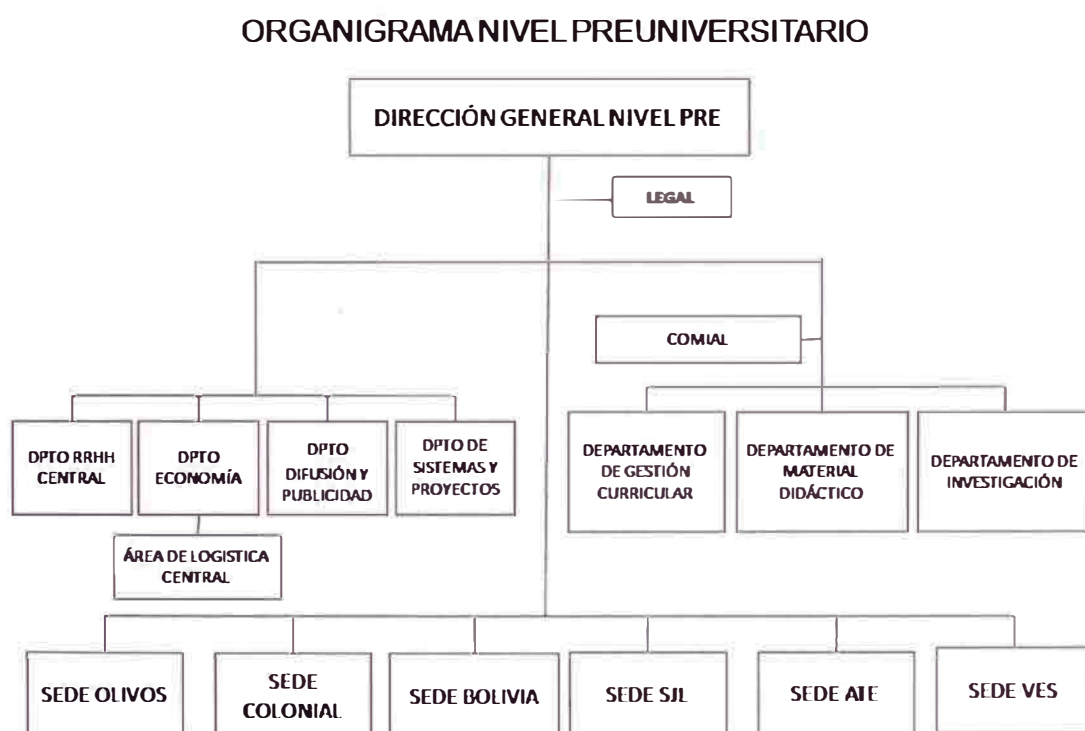 ORGANIGRAMA NIVEL PREUNIVERSITARIO
DIRECCIÓN GENERAL NIVEL PRE
LEGAL
COMIAL
DPTO RRHH
CENTRAL
DPTO
ECONOMÍA
DPTO
DIFUSIÓN Y
PUBLICIDAD
DPTO DE
SISTEMAS Y
PROYECTOS
DEPARTAMENTO
DE GESTIÓN
CURRICULAR
DEPARTAMENTO DE
MATERIAL
DIDÁCTICO
DEPARTAMENTO DE
INVESTIGACIÓN
ÁREA DE LOGISTICA
CENTRAL
SEDE OLIVOS
SEDE
COLONIAL
SEDE BOLIVIA
SEDE SJL
SEDE ATE
SEDE VES